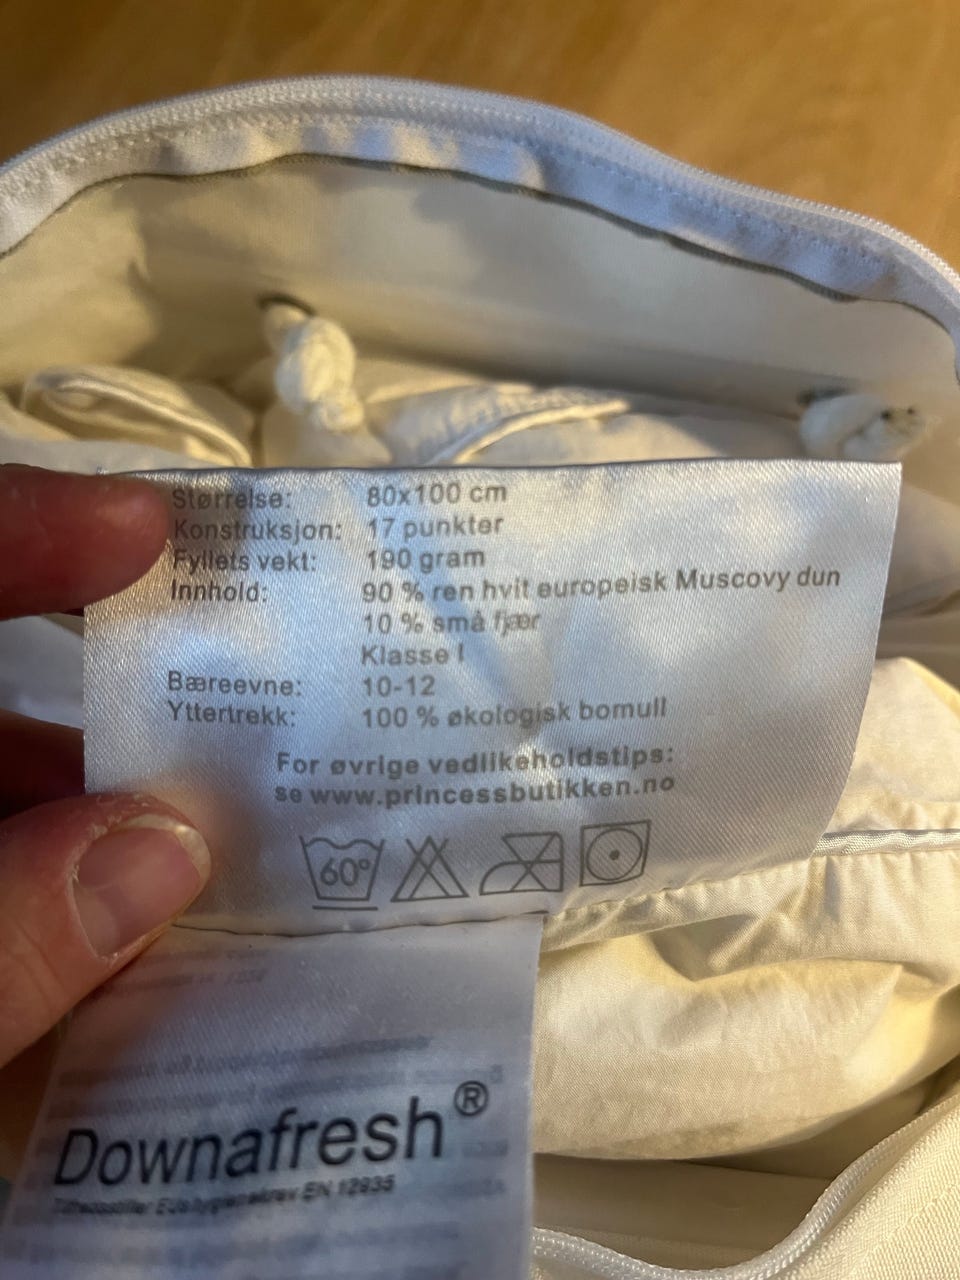 Størrelse: 80x100 cm
Konstruksjon: 17 punkter
Fyllets vekt: 190 gram
Innhold: 90 % ren hvit europeisk Muscovy dun
10 % små fjær
Klasse I
Bæreevne: 10-12
Yttertrekk: 100 % økologisk bomull
For øvrige vedlikeholdstips:
se www.princessbutikken.no
60°
Downafresh®
Tilfredsstiller EUs hygienekrav EN 12935